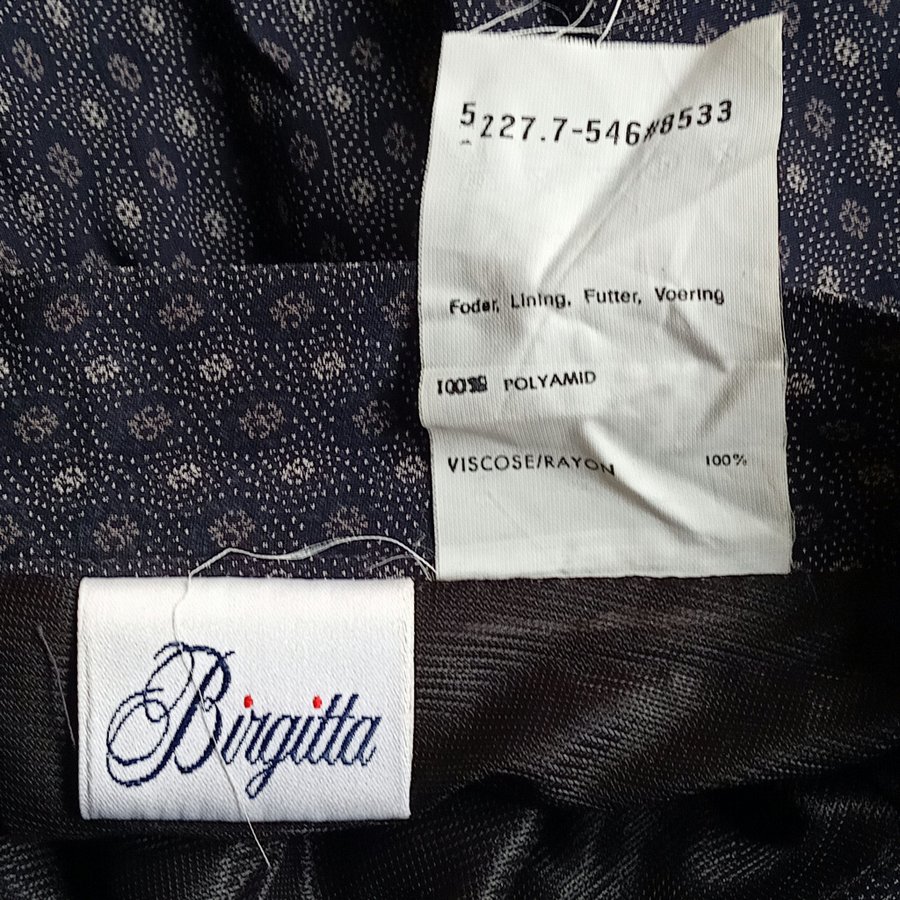 5227.7-546#8533
Foder, Lining, Futter, Voering
100% POLYAMID
VISCOSE/RAYON 100%
Birgitta